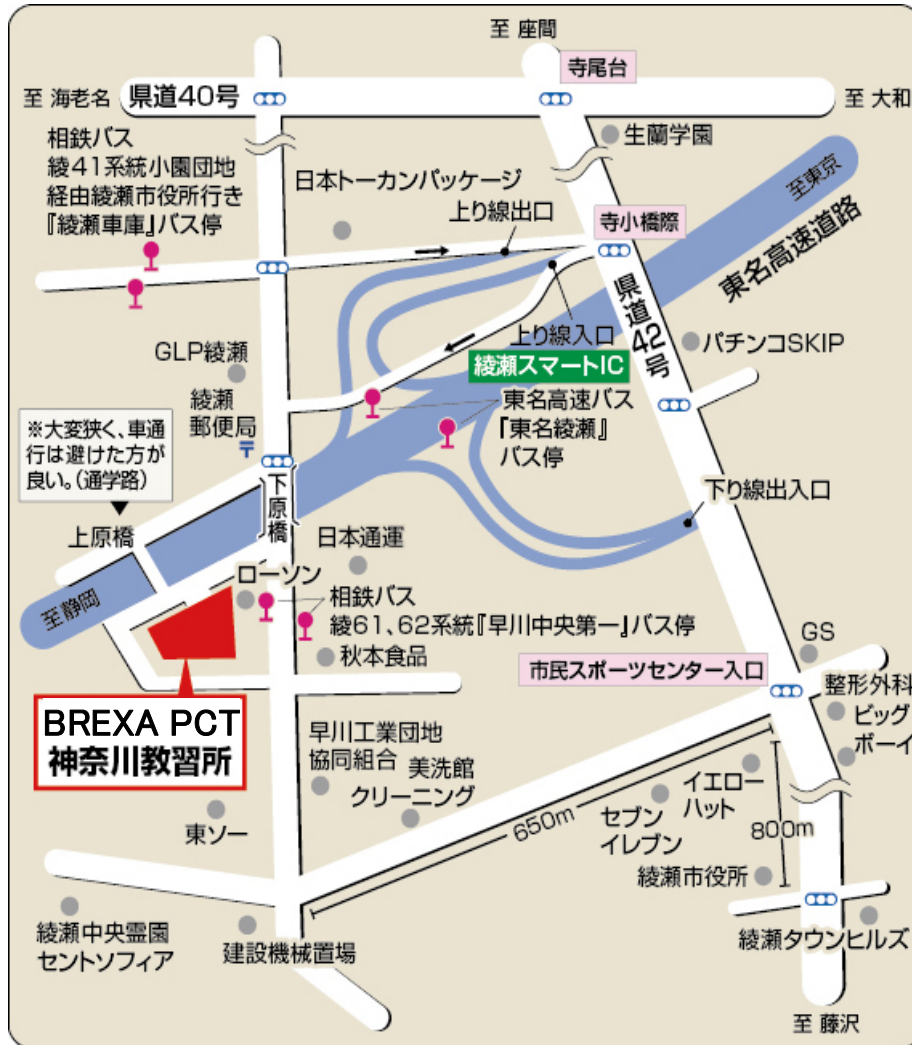 至 座間
寺尾台
至 海老名
県道40号
至 大和
相鉄バス
綾41系統小園団地
経由綾瀬市役所行き
『綾瀬車庫』バス停
生蘭学園
至東京
日本トーカンパッケージ
上り線出口
寺小橋際
東名高速道路
県道42号
上り線入口
GLP綾瀬
綾瀬スマートIC
パチンコSKIP
綾瀬
郵便局
〒
東名高速バス
『東名綾瀬』
バス停
※大変狭く、車通
行は避けた方が
良い。(通学路)
下原橋
下り線出入口
上原橋
日本通運
ローソン
至静岡
相鉄バス
綾61、62系統『早川中央第一』バス停
秋本食品
GS
市民スポーツセンター入口
整形外科
ビッグ
ボーイ
BREXA PCT
神奈川教習所
早川工業団地
協同組合
美洗館
クリーニング
イエロー
ハット
セブン
イレブン
650m
800m
東ソー
綾瀬市役所
綾瀬中央霊園
セントソフィア
建設機械置場
綾瀬タウンヒルズ
至 藤沢